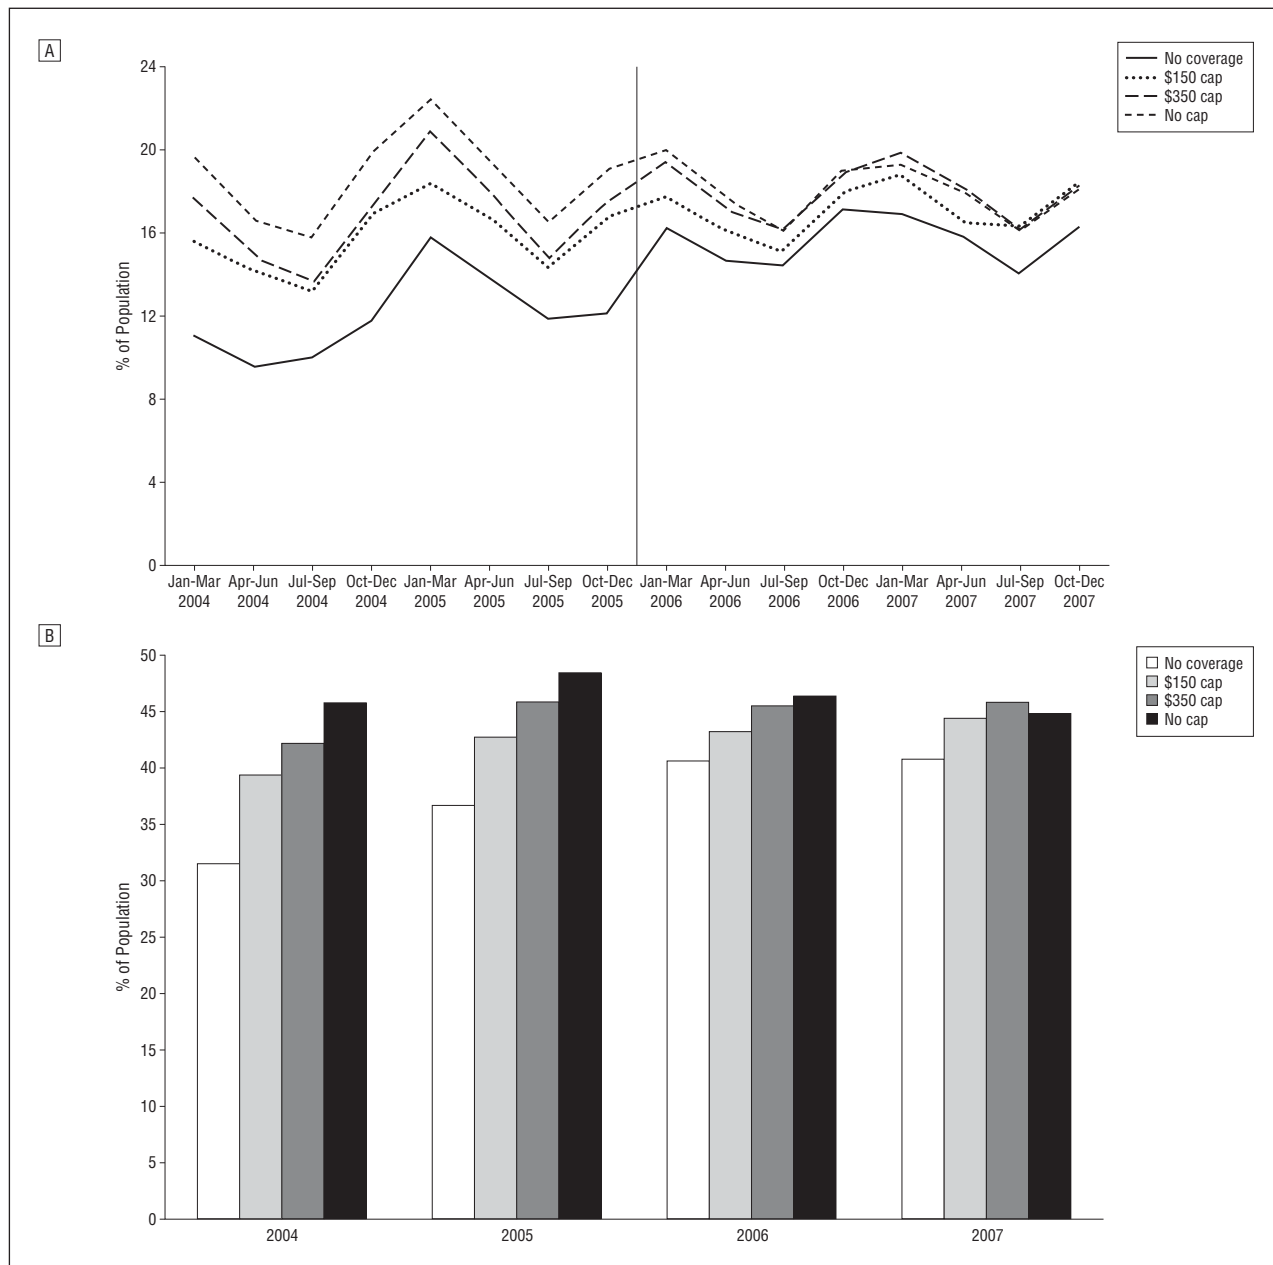 A
No coverage
$150 cap
$350 cap
No cap
24
20
16
12
8
4
0
% of Population
Jan-Mar Apr-Jun Jul-Sep Oct-Dec Jan-Mar Apr-Jun Jul-Sep Oct-Dec Jan-Mar Apr-Jun Jul-Sep Oct-Dec Jan-Mar Apr-Jun Jul-Sep Oct-Dec
2004 2004 2004 2004 2005 2005 2005 2005 2006 2006 2006 2006 2007 2007 2007 2007
B
No coverage
$150 cap
$350 cap
No cap
50
45
40
35
30
25
20
15
10
5
0
% of Population
2004 2005 2006 2007